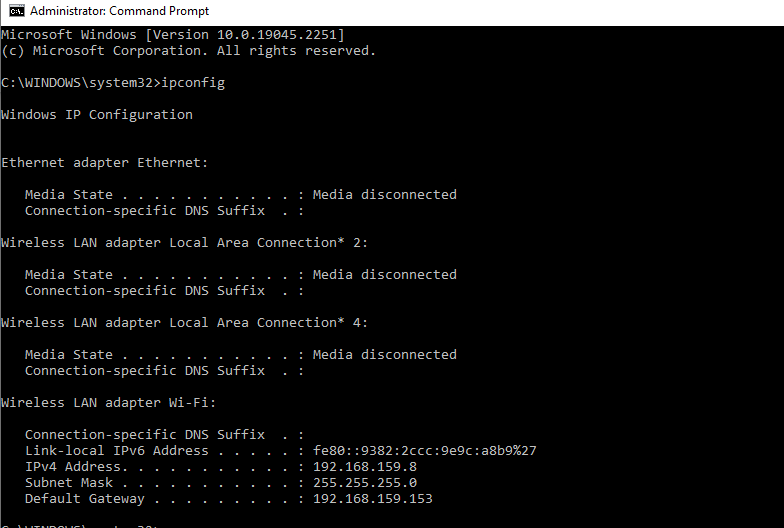 Administrator: Command Prompt
Microsoft Windows [Version 10.0.19045.2251]
(c) Microsoft Corporation. All rights reserved.
C:\WINDOWS\system32>ipconfig
Windows IP Configuration
Ethernet adapter Ethernet:
   Media State . . . . . . . . . . . : Media disconnected
   Connection-specific DNS Suffix  . :
Wireless LAN adapter Local Area Connection* 2:
   Media State . . . . . . . . . . . : Media disconnected
   Connection-specific DNS Suffix  . :
Wireless LAN adapter Local Area Connection* 4:
   Media State . . . . . . . . . . . : Media disconnected
   Connection-specific DNS Suffix  . :
Wireless LAN adapter Wi-Fi:
   Connection-specific DNS Suffix  . :
   Link-local IPv6 Address . . . . . : fe80::9382:2ccc:9e9c:a8b9%27
   IPv4 Address. . . . . . . . . . . : 192.168.159.8
   Subnet Mask . . . . . . . . . . . : 255.255.255.0
   Default Gateway . . . . . . . . . : 192.168.159.153